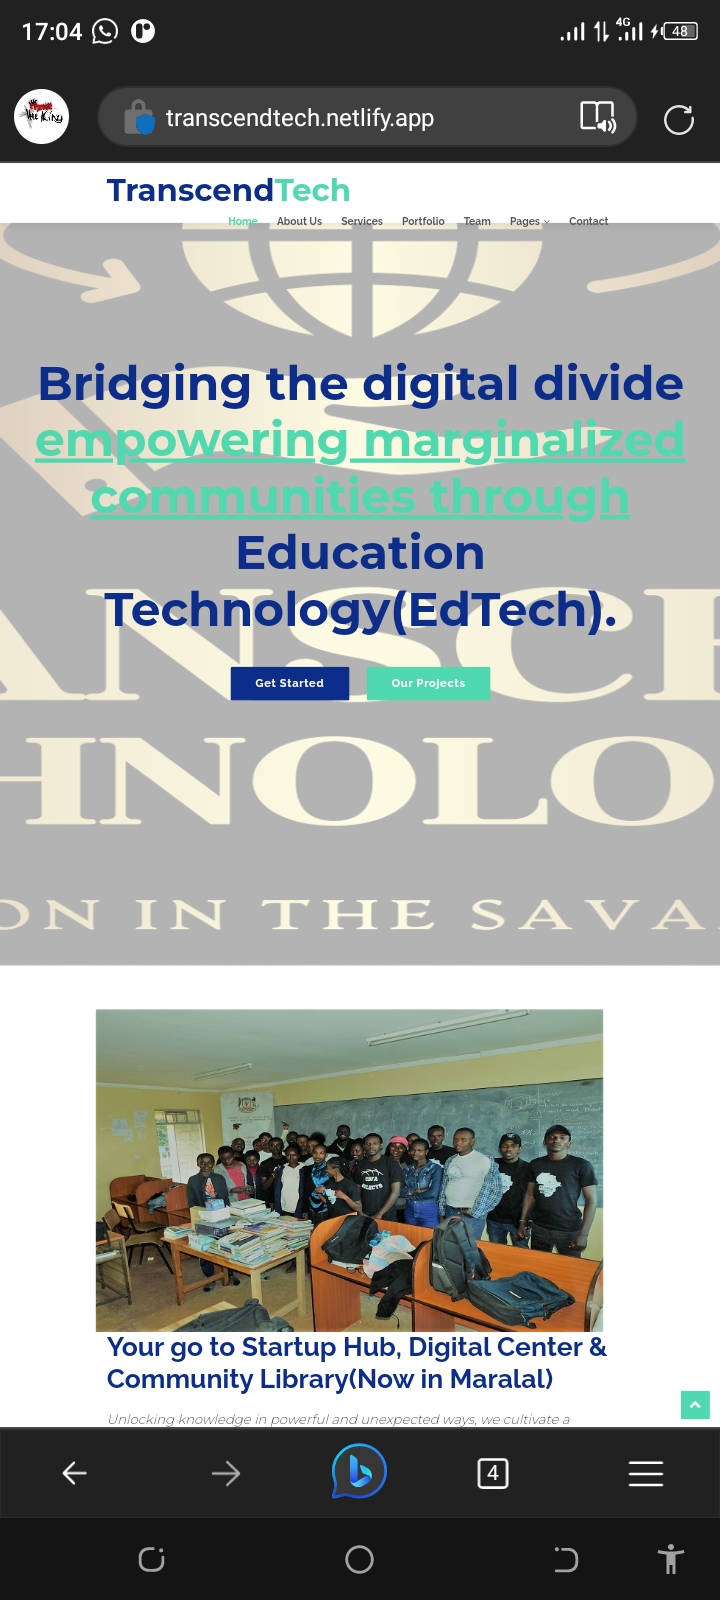 17:04
4G
48
the King
transcendtech.netlify.app
TranscendTech
Home About Us Services Portfolio Team Pages Contact
Bridging the digital divide
empowering marginalized
communities through
Education
Technology(EdTech).
Get Started Our Projects
ANSCE
HNOLO
ON IN THE SAVA
Your go to Startup Hub, Digital Center &
Community Library(Now in Maralal)
Unlocking knowledge in powerful and unexpected ways, we cultivate a
4